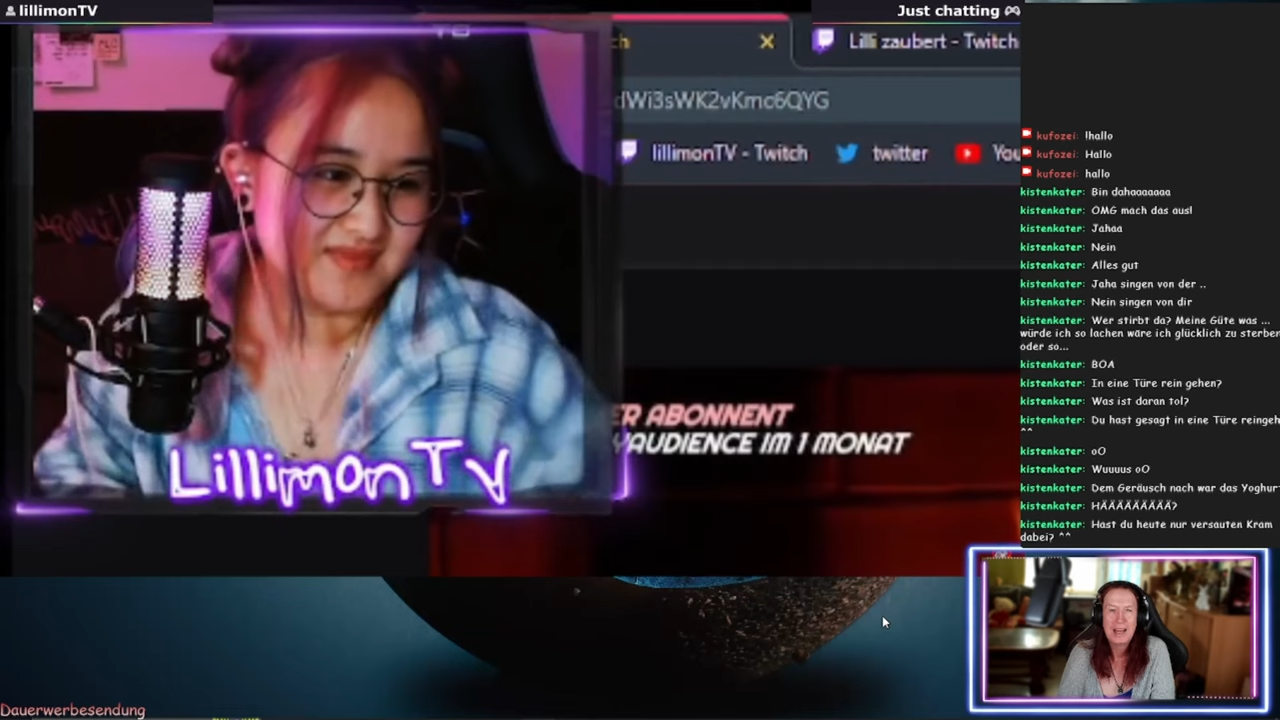 lillimonTV
Just chatting
ch
Lilli zaubert - Twitch
dWi3sWK2vKmc6QYG
lillimonTV - Twitch
twitter
You
ER ABONNENT
YAUDIENCE IM 1 MONAT
LillimonTV
kufozei: !hallo
kufozei: Hallo
kufozei: hallo
kistenkater: Bin dahaaaaaaa
kistenkater: OMG mach das aus!
kistenkater: Jahaa
kistenkater: Nein
kistenkater: Alles gut
kistenkater: Jaha singen von der ..
kistenkater: Nein singen von dir
kistenkater: Wer stirbt da? Meine Güte was ...
würde ich so lachen wäre ich glücklich zu sterben
oder so...
kistenkater: BOA
kistenkater: In eine Türe rein gehen?
kistenkater: Was ist daran tol?
kistenkater: Du hast gesagt in eine Türe reingeh
^^
kistenkater: oO
kistenkater: Wuuuus oO
kistenkater: Dem Geräusch nach war das Yoghurt
kistenkater: HÄÄÄÄÄÄÄÄÄ?
kistenkater: Hast du heute nur versauten Kram
dabei? ^^
Dauerwerbesendung